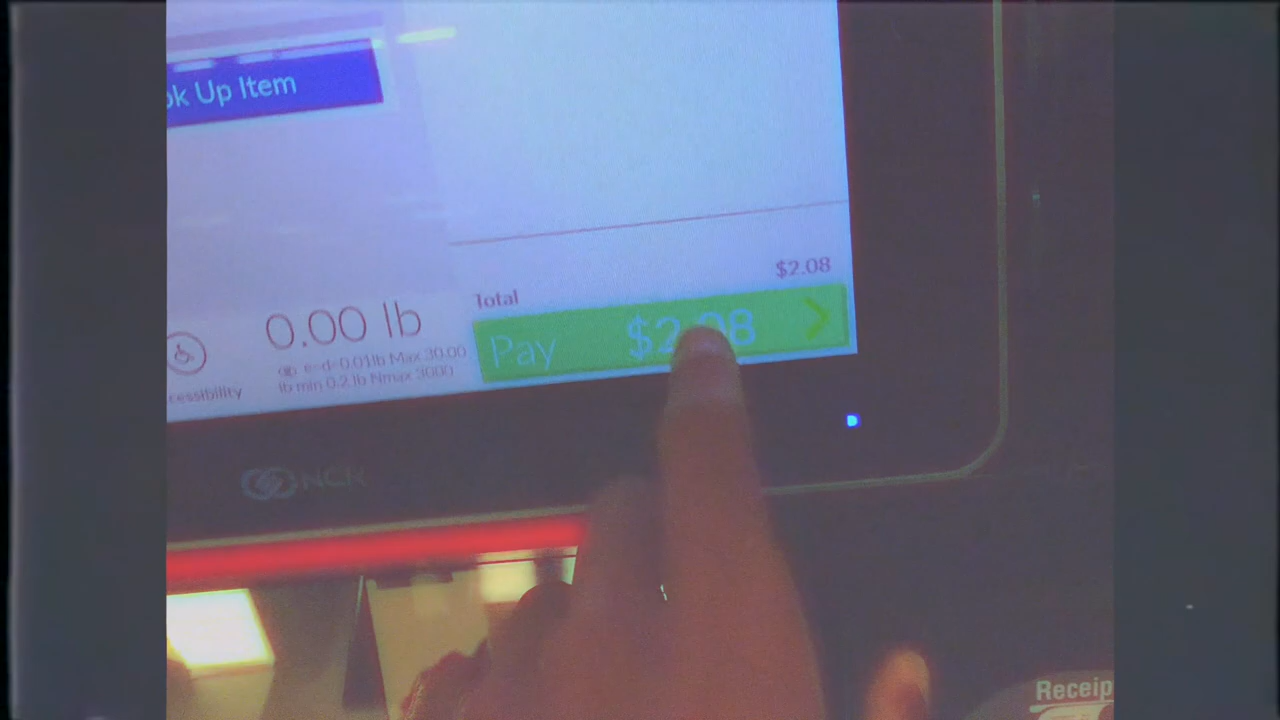 ok Up Item
$2.08
Total
Pay $2.08
0.00 lb
e=d=0.01lb Max 30.00
lb min 0.2 lb Nmax 3000
cessibility
NCR
Receip